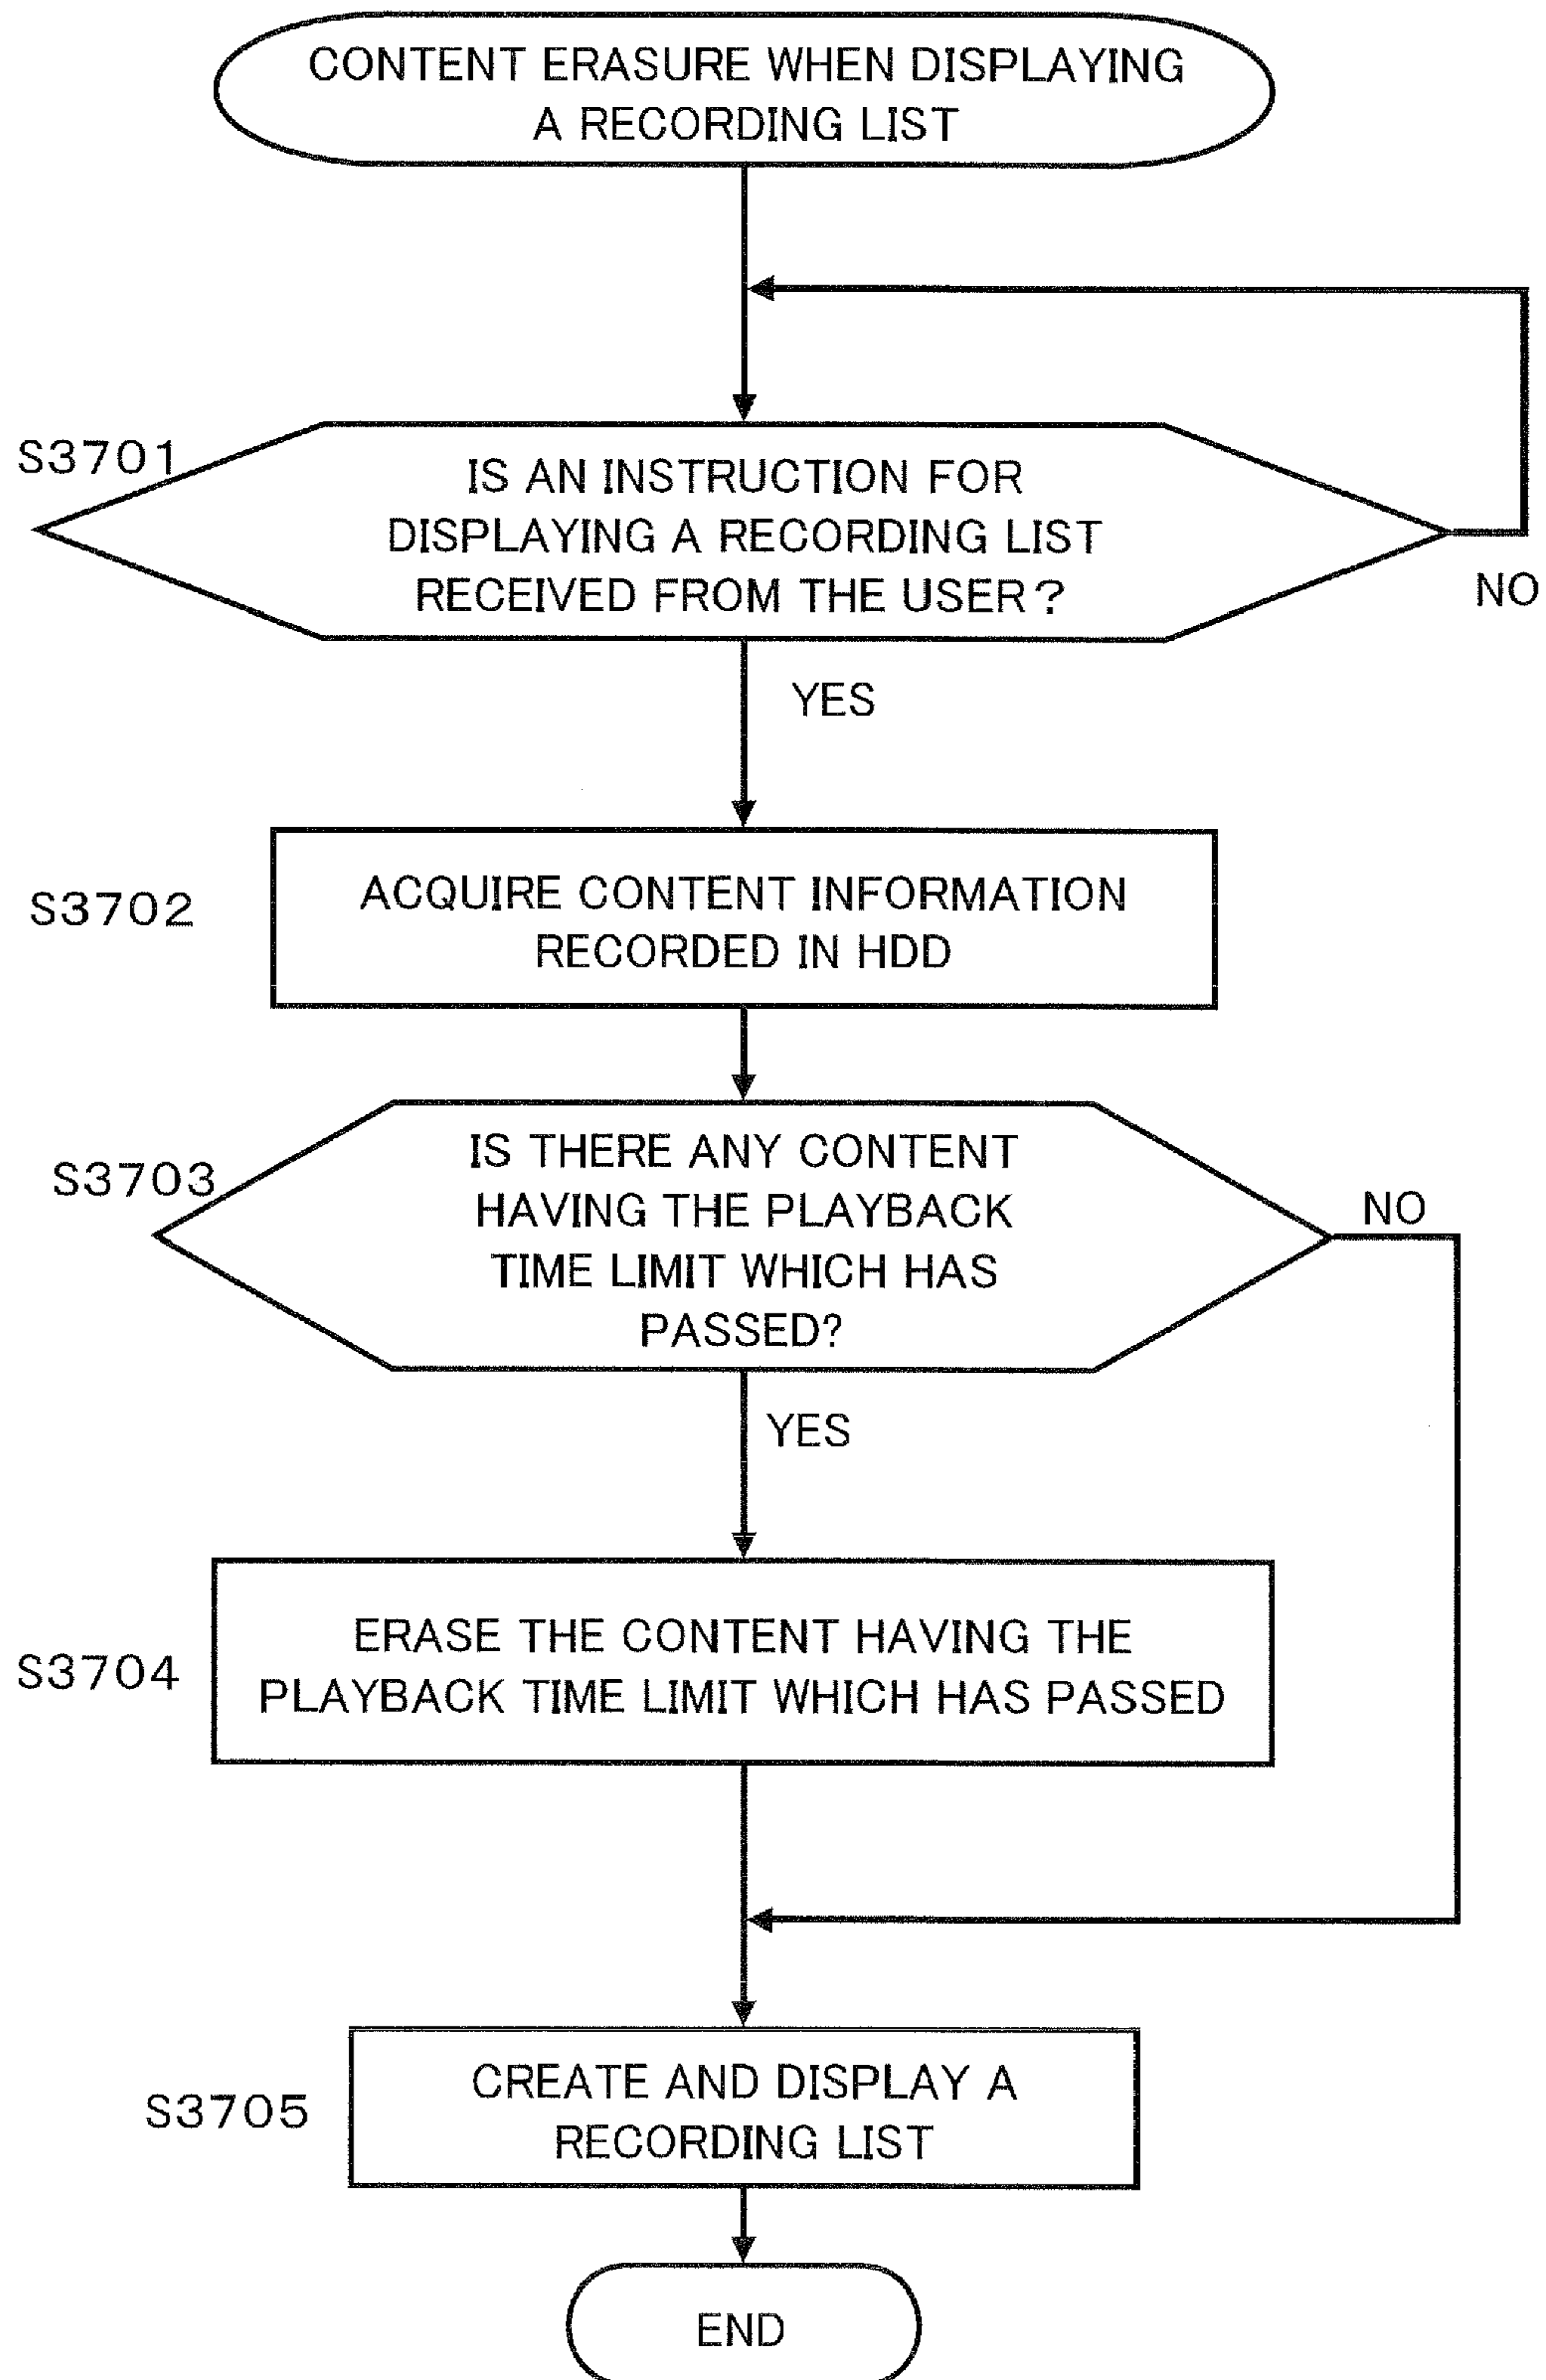 CONTENT ERASURE WHEN DISPLAYING
A RECORDING LIST
S3701
IS AN INSTRUCTION FOR
DISPLAYING A RECORDING LIST
RECEIVED FROM THE USER?
NO
YES
S3702
ACQUIRE CONTENT INFORMATION
RECORDED IN HDD
S3703
IS THERE ANY CONTENT
HAVING THE PLAYBACK
TIME LIMIT WHICH HAS
PASSED?
NO
YES
S3704
ERASE THE CONTENT HAVING THE
PLAYBACK TIME LIMIT WHICH HAS PASSED
S3705
CREATE AND DISPLAY A
RECORDING LIST
END